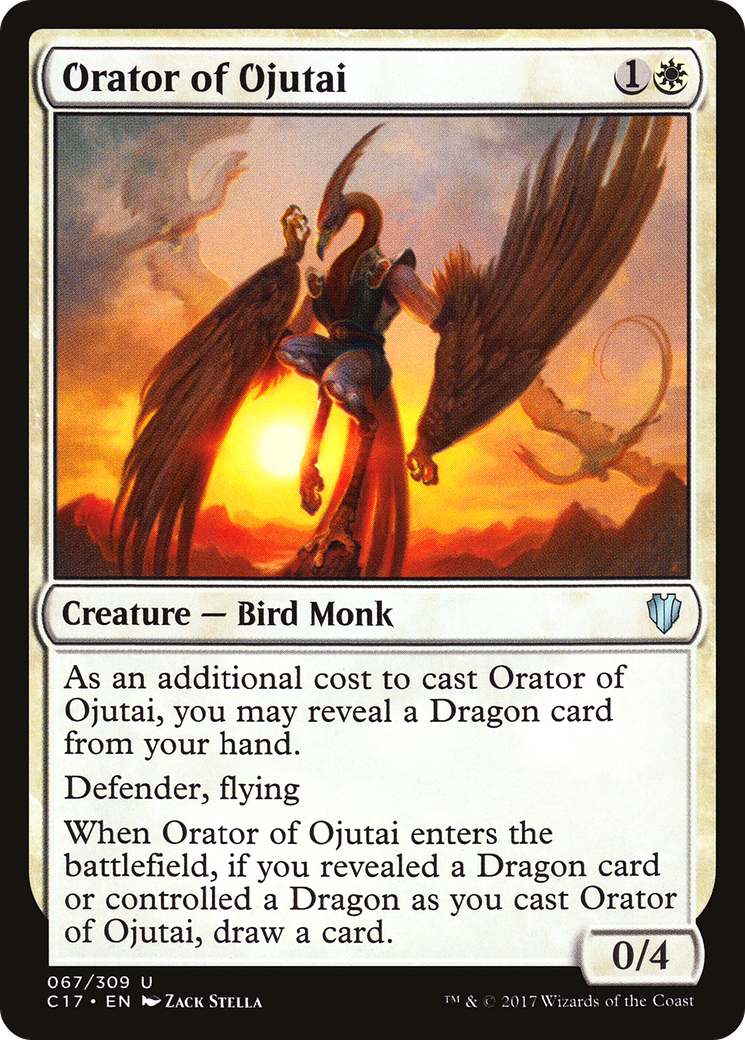 Orator of Ojutai 1
Creature — Bird Monk
As an additional cost to cast Orator of
Ojutai, you may reveal a Dragon card
from your hand.
Defender, flying
When Orator of Ojutai enters the
battlefield, if you revealed a Dragon card
or controlled a Dragon as you cast Orator
of Ojutai, draw a card.
0/4
067/309 U
C17 • EN Zack Stella ™ & © 2017 Wizards of the Coast